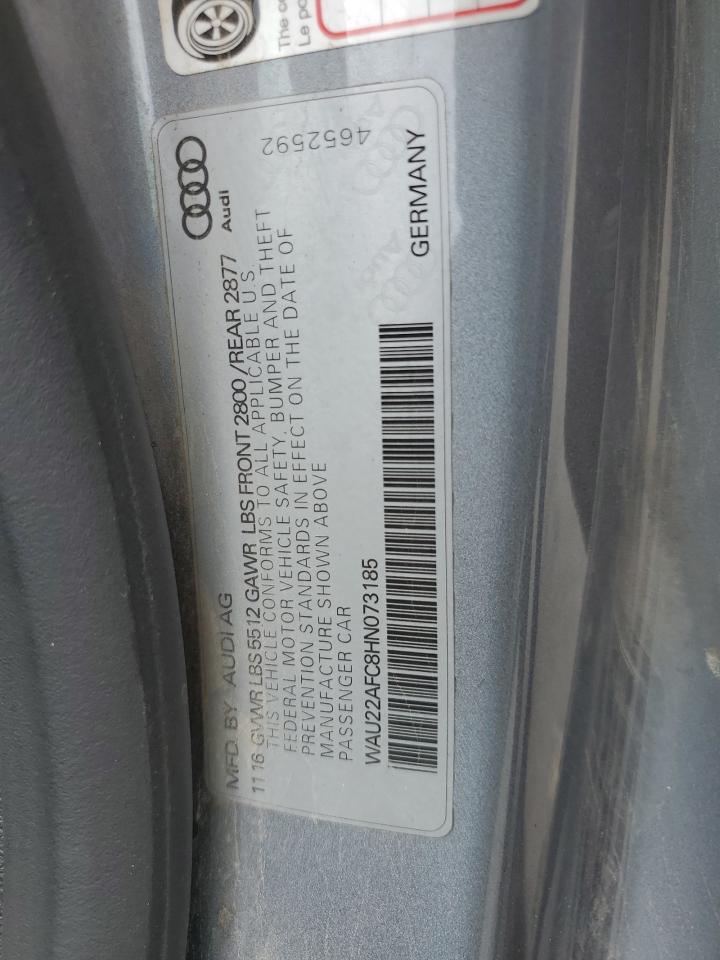 The
Le
4652592
Audi
MFD. BY AUDI AG
11 16 GVWR LBS 5512 GAWR LBS FRONT 2800 / REAR 2877
THIS VEHICLE CONFORMS TO ALL APPLICABLE U.S.
FEDERAL MOTOR VEHICLE SAFETY, BUMPER AND THEFT
PREVENTION STANDARDS IN EFFECT ON THE DATE OF
MANUFACTURE SHOWN ABOVE
PASSENGER CAR
WAU22AFC8HN073185
GERMANY